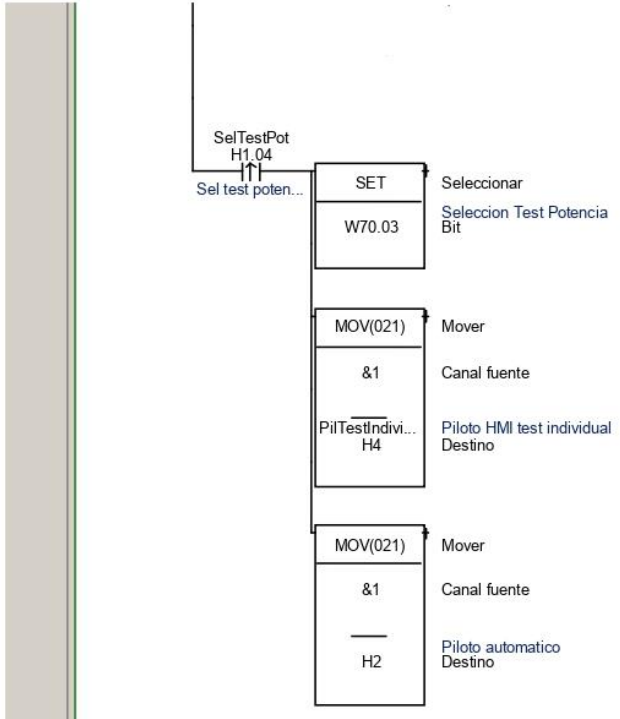 SelTestPot
H1.04
Sel test poten...
SET
Seleccionar
W70.03
Seleccion Test Potencia
Bit
MOV(021)
Mover
&1
Canal fuente
PilTestIndivi...
H4
Piloto HMI test individual
Destino
MOV(021)
Mover
&1
Canal fuente
H2
Piloto automatico
Destino